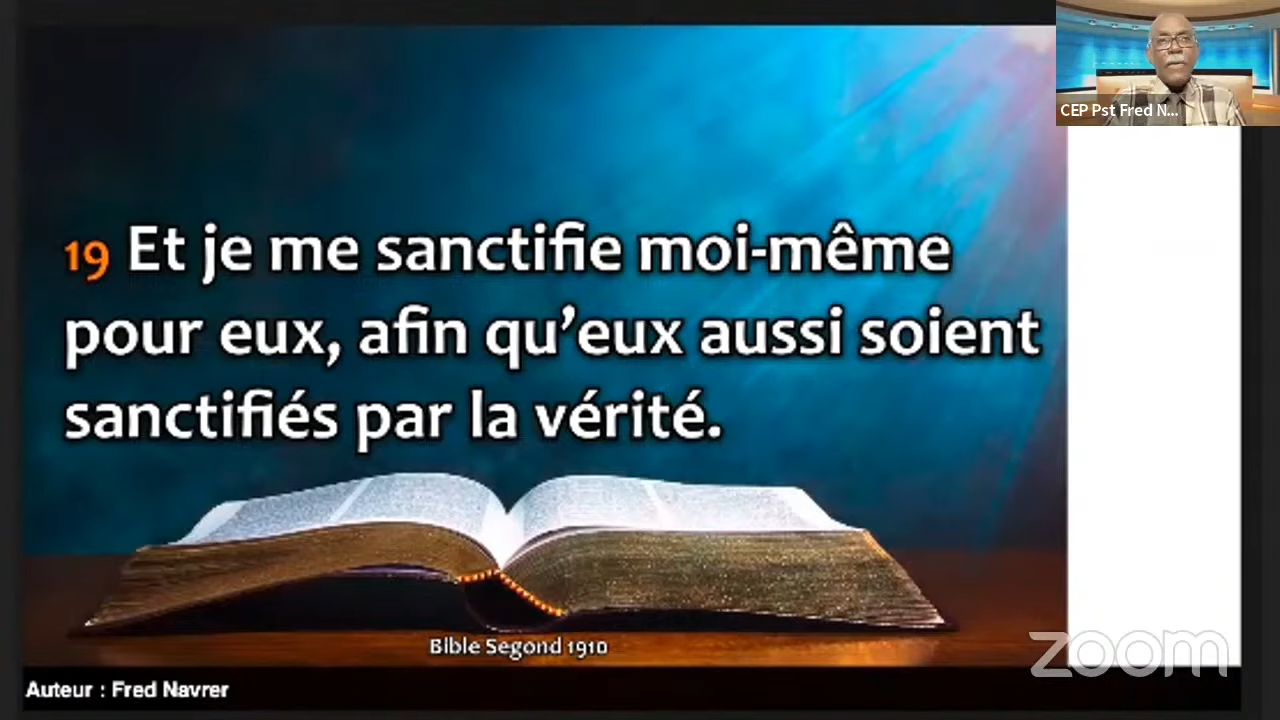 CEP Pst Fred N...
19 Et je me sanctifie moi-même
pour eux, afin qu’eux aussi soient
sanctifiés par la vérité.
Bible Segond 1910
zoom
Auteur : Fred Navrer